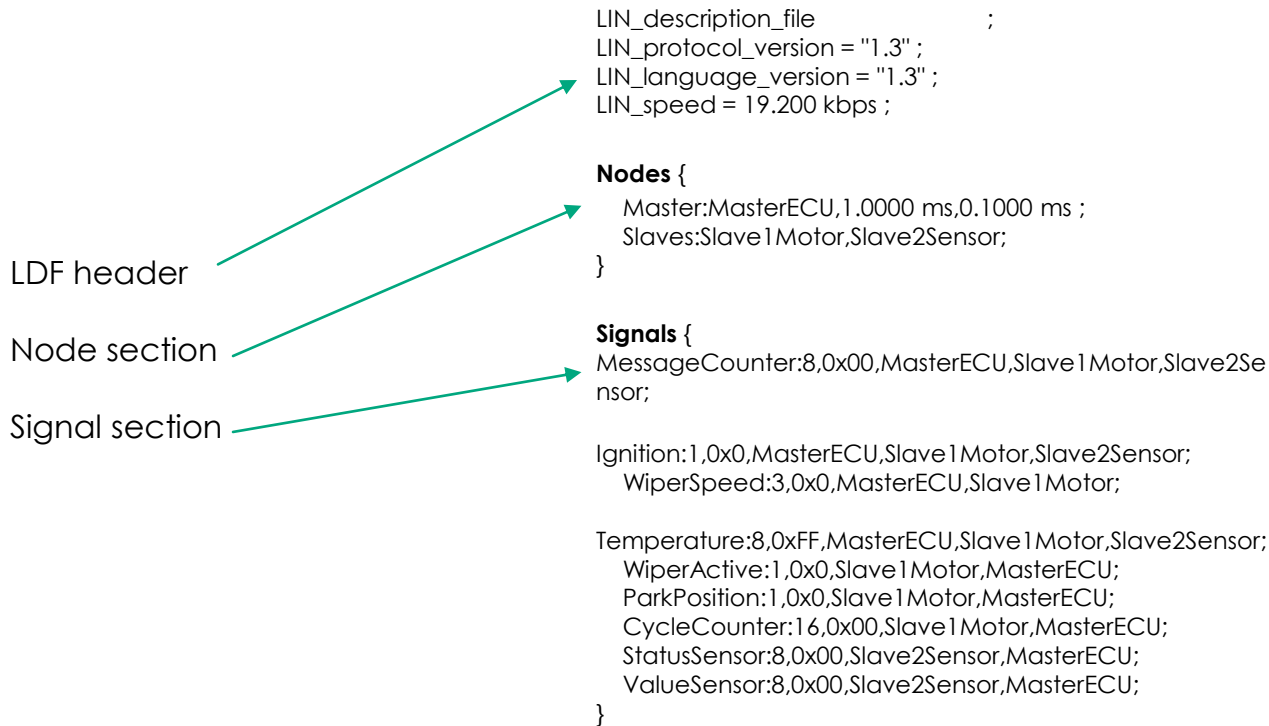 LIN_description_file ;
LIN_protocol_version = "1.3" ;
LIN_language_version = "1.3" ;
LIN_speed = 19.200 kbps ;
Nodes {
Master:MasterECU,1.0000 ms,0.1000 ms ;
Slaves:Slave1Motor,Slave2Sensor;
}
LDF header
Node section
Signal section
Signals {
MessageCounter:8,0x00,MasterECU,Slave1Motor,Slave2Se
nsor;
Ignition:1,0x0,MasterECU,Slave1Motor,Slave2Sensor;
WiperSpeed:3,0x0,MasterECU,Slave1Motor;
Temperature:8,0xFF,MasterECU,Slave1Motor,Slave2Sensor;
WiperActive:1,0x0,Slave1Motor,MasterECU;
ParkPosition:1,0x0,Slave1Motor,MasterECU;
CycleCounter:16,0x00,Slave1Motor,MasterECU;
StatusSensor:8,0x00,Slave2Sensor,MasterECU;
ValueSensor:8,0x00,Slave2Sensor,MasterECU;
}